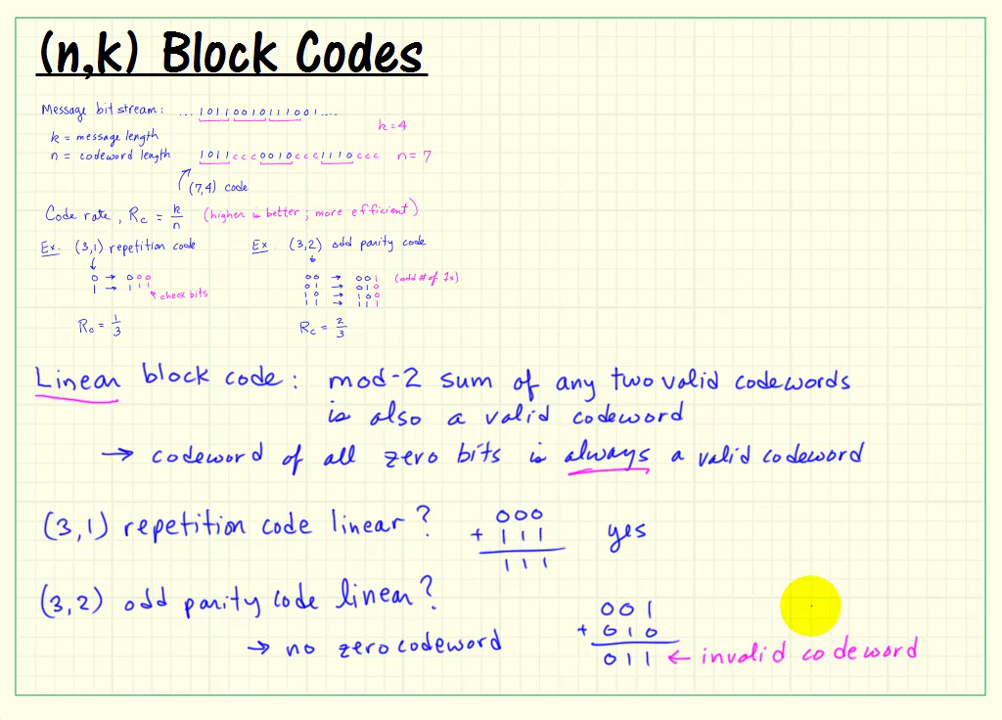 (n,k) Block Codes
Message bit stream: ... 1011001011 1001....
k = message length
k = 4
n = codeword length 1011ccc0010ccc1110ccc n = 7
(7,4) code
Code rate, Rc = k/n (higher is better; more efficient)
Ex. (3,1) repetition code
0 → 000
1 → 111
check bits
Rc = 1/3
Ex. (3,2) odd parity code
00 → 001 (odd # of 1s)
01 → 010
10 → 100
11 → 111
Rc = 2/3
Linear block code: mod-2 sum of any two valid codewords
is also a valid codeword
→ codeword of all zero bits is always a valid codeword
(3,1) repetition code linear?
000
+ 111
111
yes
(3,2) odd parity code linear?
→ no zero codeword
001
+ 010
011 ← invalid codeword